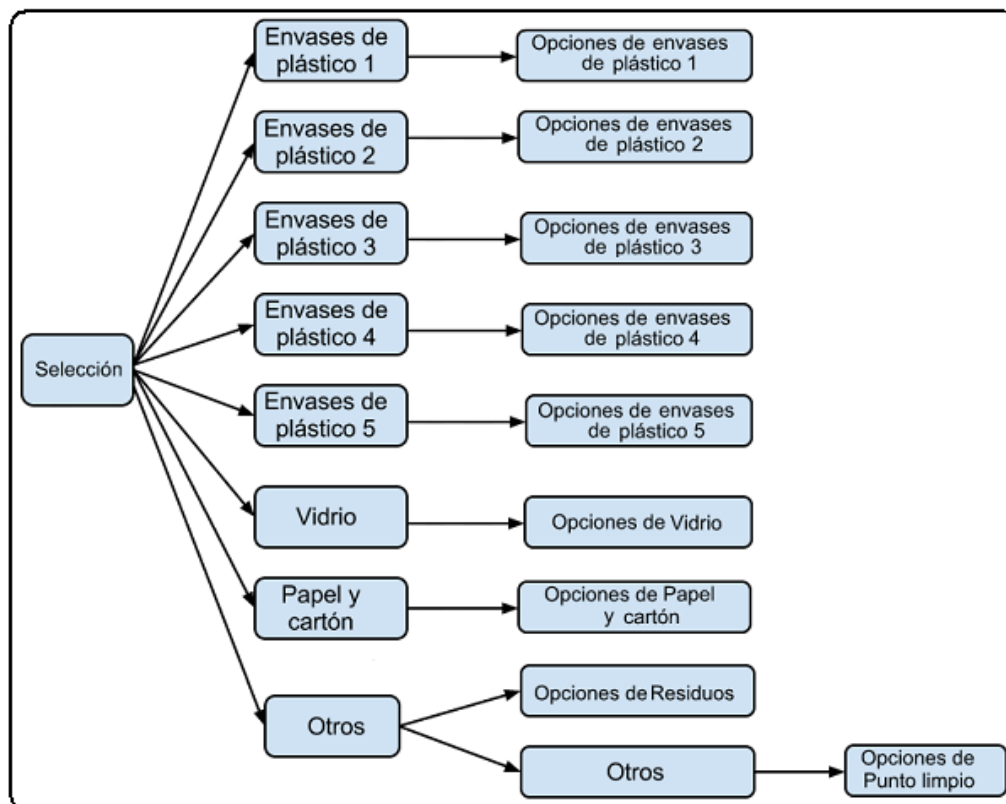 Envases de
plástico 1
Opciones de envases
de plástico 1
Envases de
plástico 2
Opciones de envases
de plástico 2
Envases de
plástico 3
Opciones de envases
de plástico 3
Envases de
plástico 4
Opciones de envases
de plástico 4
Selección
Envases de
plástico 5
Opciones de envases
de plástico 5
Vidrio
Opciones de Vidrio
Papel y
cartón
Opciones de Papel
y cartón
Otros
Opciones de Residuos
Otros
Opciones de
Punto limpio